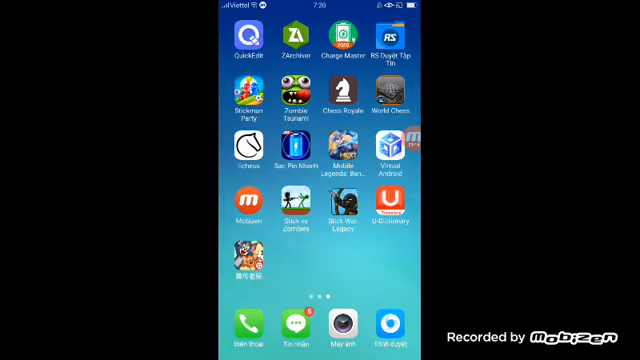 Viettel
7:20
QuickEdit
ZArchiver
Charge Master
RS Duyệt Tập
Tin
Stickman
Party
Zombie
Tsunami
Chess Royale
World Chess
lichess
Sạc Pin Nhanh
Mobile
Legends: Ban...
Virtual
Android
Mobizen
Stick vs
Zombies
Stick War:
Legacy
U-Dictionary
Điện thoại
Tin nhắn
Máy ảnh
Trình duyệt
Recorded by mobizen